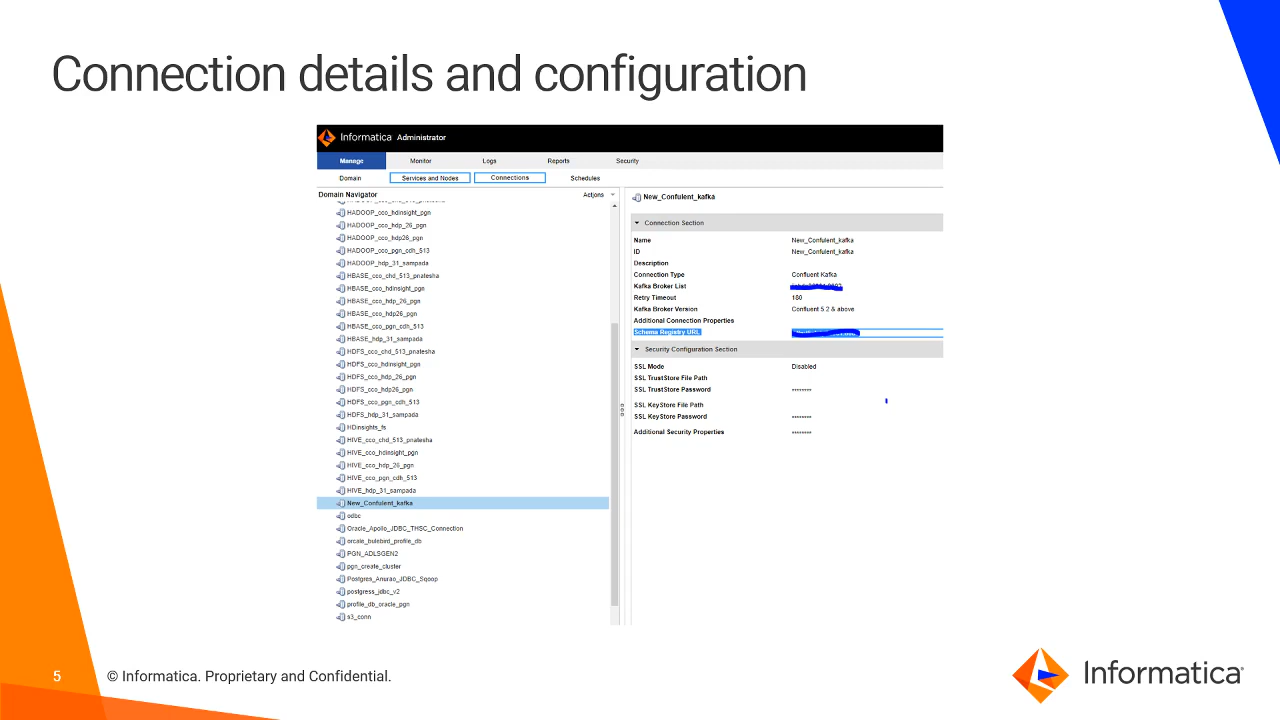 Connection details and configuration
Informatica Administrator
Manage Monitor Logs Reports Security
Domain Services and Nodes Connections Schedules
Domain Navigator Actions
HADOOP_cco_hdinsight_pgn
HADOOP_cco_hdp_26_pgn
HADOOP_cco_hdp26_pgn
HADOOP_cco_pgn_cdh_513
HADOOP_hdp_31_sampada
HBASE_cco_chd_513_pnatesha
HBASE_cco_hdinsight_pgn
HBASE_cco_hdp_26_pgn
HBASE_cco_hdp26_pgn
HBASE_cco_pgn_cdh_513
HBASE_hdp_31_sampada
HDFS_cco_chd_513_pnatesha
HDFS_cco_hdinsight_pgn
HDFS_cco_hdp_26_pgn
HDFS_cco_hdp26_pgn
HDFS_cco_pgn_cdh_513
HDFS_hdp_31_sampada
HDinsights_fs
HIVE_cco_chd_513_pnatesha
HIVE_cco_hdinsight_pgn
HIVE_cco_hdp_26_pgn
HIVE_cco_pgn_cdh_513
HIVE_hdp_31_sampada
New_Confulent_kafka
odbc
Oracle_Apollo_JDBC_THSC_Connection
orcale_bulebird_profile_db
PGN_ADLSGEN2
pgn_create_cluster
Postgres_Anurao_JDBC_Sqoop
postgress_jdbc_v2
profile_db_oracle_pgn
s3_conn
New_Confulent_kafka
Connection Section
Name New_Confulent_kafka
ID New_Confulent_kafka
Description
Connection Type Confluent Kafka
Kafka Broker List
Retry Timeout 180
Kafka Broker Version Confluent 5.2 & above
Additional Connection Properties
Schema Registry URL
Security Configuration Section
SSL Mode Disabled
SSL TrustStore File Path
SSL TrustStore Password ********
SSL KeyStore File Path
SSL KeyStore Password ********
Additional Security Properties ********
5 © Informatica. Proprietary and Confidential.
Informatica